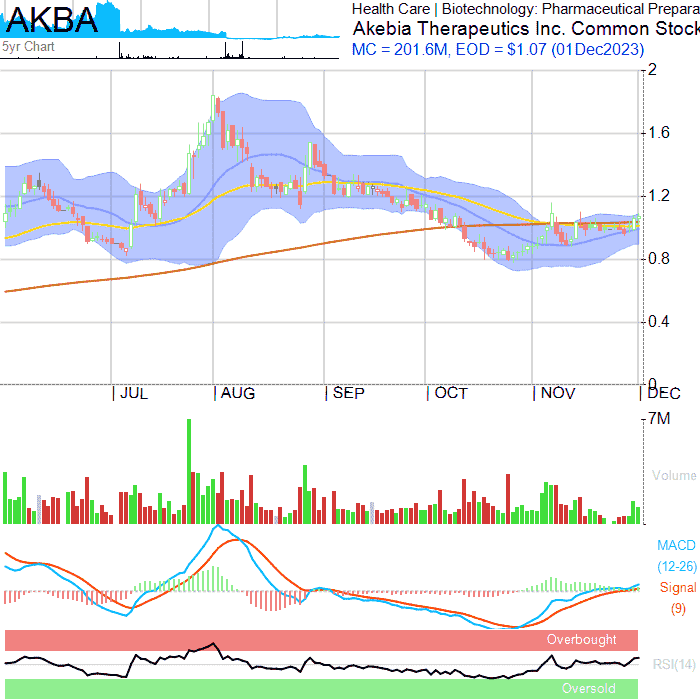 AKBA
5yr Chart
Health Care | Biotechnology: Pharmaceutical Prepara
Akebia Therapeutics Inc. Common Stock
MC = 201.6M, EOD = $1.07 (01Dec2023)
2
1.6
1.2
0.8
0.4
0
JUL AUG SEP OCT NOV DEC
7M
Volume
MACD
(12-26)
Signal
(9)
Overbought
RSI(14)
Oversold